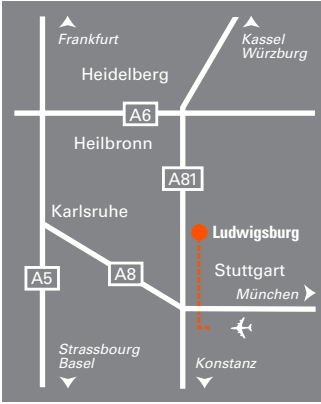 Frankfurt
Kassel
Würzburg
Heidelberg
A6
Heilbronn
A81
Karlsruhe
Ludwigsburg
A5
A8
Stuttgart
München
Strassbourg
Basel
Konstanz